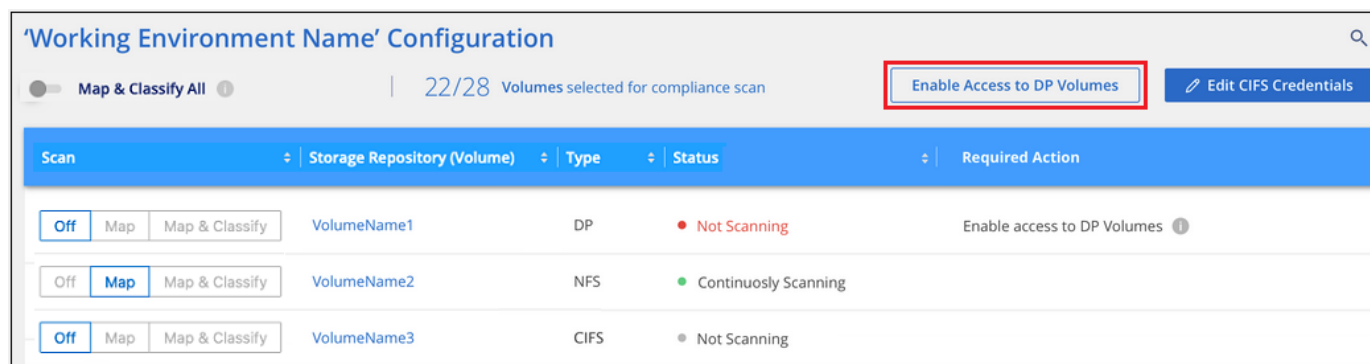 ‘Working Environment Name’ Configuration
Map & Classify All
22/28 Volumes selected for compliance scan
Enable Access to DP Volumes
Edit CIFS Credentials
Scan Storage Repository (Volume) Type Status Required Action
Off Map Map & Classify VolumeName1 DP Not Scanning Enable access to DP Volumes
Off Map Map & Classify VolumeName2 NFS Continuosly Scanning
Off Map Map & Classify VolumeName3 CIFS Not Scanning